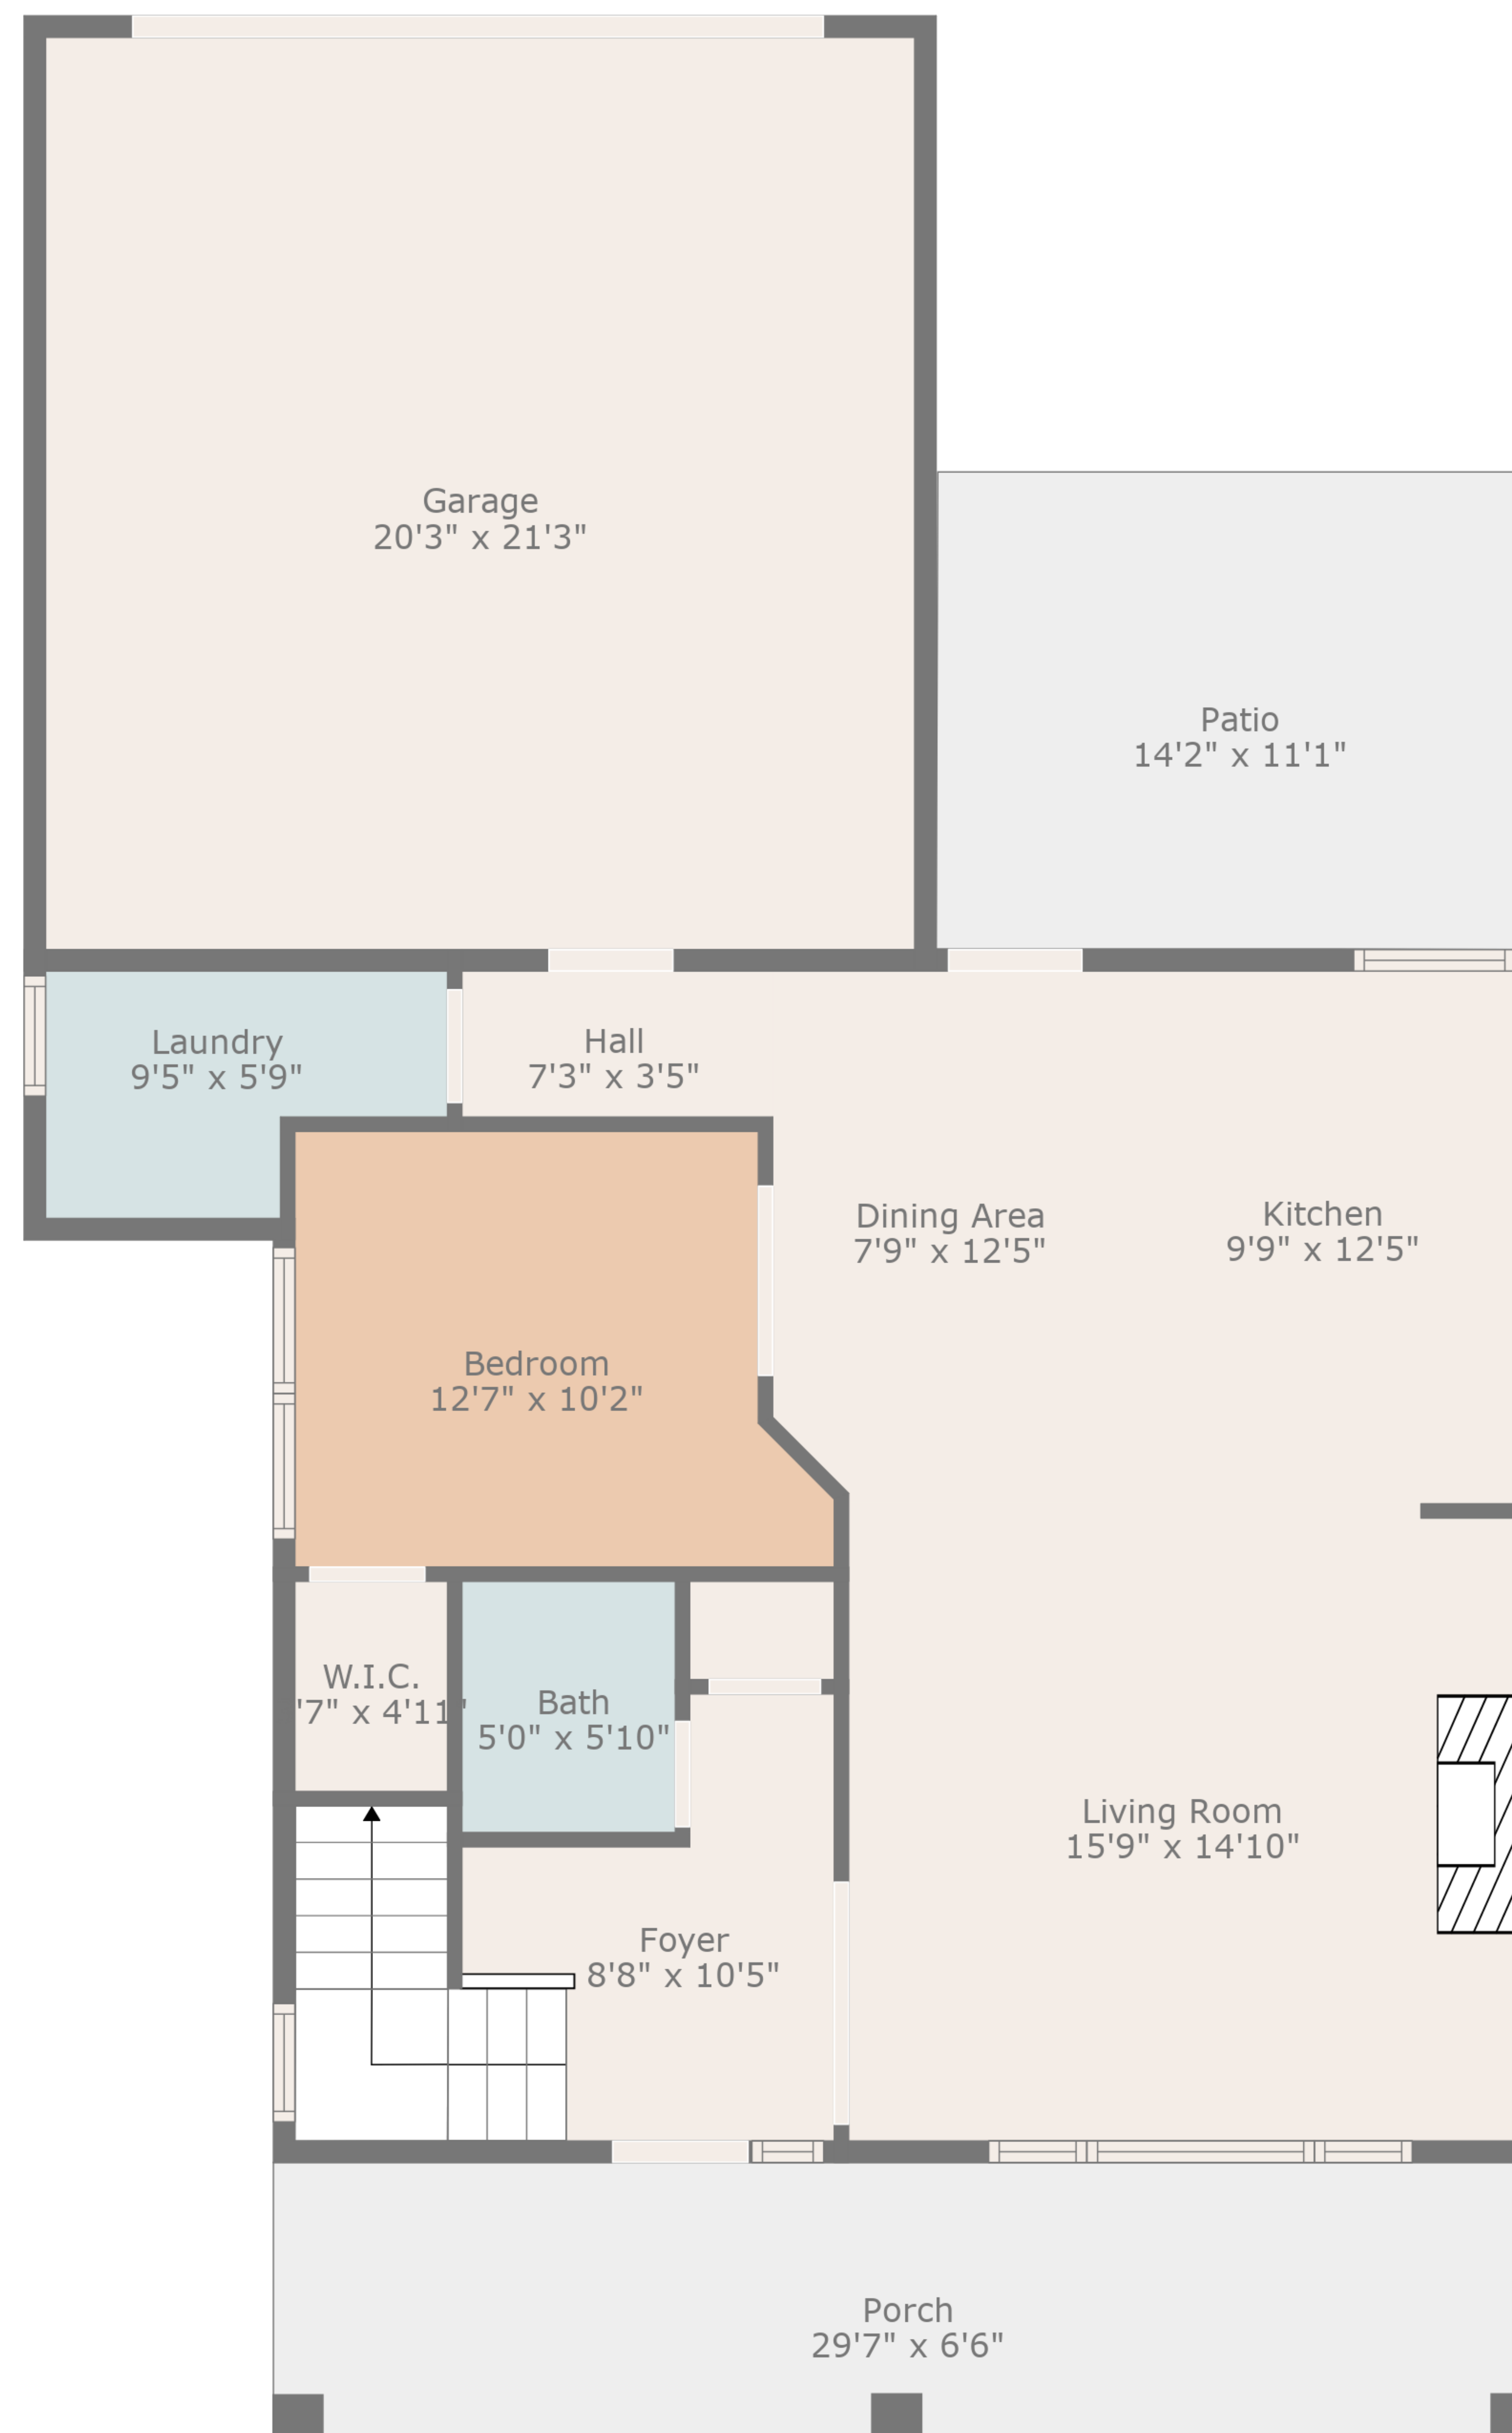 Garage
20'3" x 21'3"
Patio
14'2" x 11'1"
Laundry
9'5" x 5'9"
Hall
7'3" x 3'5"
Dining Area
7'9" x 12'5"
Kitchen
9'9" x 12'5"
Bedroom
12'7" x 10'2"
W.I.C.
'7" x 4'11"
Bath
5'0" x 5'10"
Living Room
15'9" x 14'10"
Foyer
8'8" x 10'5"
Porch
29'7" x 6'6"